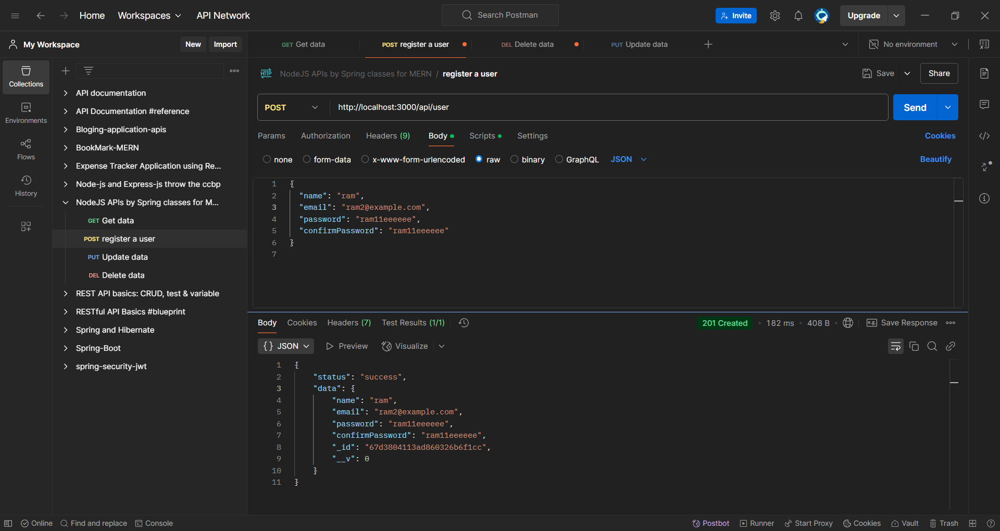 Home Workspaces API Network Search Postman Invite Upgrade
My Workspace New Import GET Get data POST register a user DEL Delete data PUT Update data No environment
Collections
Environments
Flows
History
API documentation
API Documentation #reference
Bloging-application-apis
BookMark-MERN
Expense Tracker Application using Re...
Node-js and Express-js throw the ccbp
NodeJS APIs by Spring classes for M...
GET Get data
POST register a user
PUT Update data
DEL Delete data
REST API basics: CRUD, test & variable
RESTful API Basics #blueprint
Spring and Hibernate
Spring-Boot
spring-security-jwt
HTTP NodeJS APIs by Spring classes for MERN / register a user Save Share
POST http://localhost:3000/api/user Send
Params Authorization Headers (9) Body Scripts Settings Cookies
none form-data x-www-form-urlencoded raw binary GraphQL JSON Beautify
1 {
2 "name": "ram",
3 "email": "ram2@example.com",
4 "password": "ram11eeeeee",
5 "confirmPassword": "ram11eeeeee"
6 }
7
Body Cookies Headers (7) Test Results (1/1) 201 Created 182 ms 408 B e.g. Save Response
{} JSON Preview Visualize
1 {
2 "status": "success",
3 "data": {
4 "name": "ram",
5 "email": "ram2@example.com",
6 "password": "ram11eeeeee",
7 "confirmPassword": "ram11eeeeee",
8 "_id": "67d3804113ad860326b6f1cc",
9 "__v": 0
10 }
11 }
Online Find and replace Console Postbot Runner Start Proxy Cookies Vault Trash